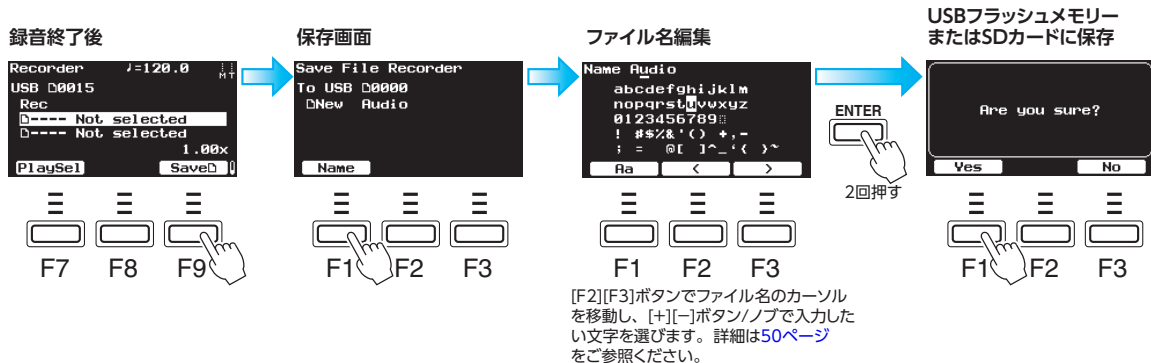 録音終了後
Recorder ♩=120.0 MT
USB 0015
Rec
---- Not selected
---- Not selected
1.00x
PlaySel Save
F7 F8 F9
保存画面
Save File Recorder
To USB 0000
New Audio
Name
F1 F2 F3
ファイル名編集
Name Audio
abcdefghijklm
nopqrstuvwxyz
0123456789
! #$%&'() +,-
; = @[ ]^_‘{ }~
Aa < >
F1 F2 F3
[F2][F3]ボタンでファイル名のカーソル
を移動し、[+][−]ボタン/ノブで入力した
い文字を選びます。詳細は50ページ
をご参照ください。
ENTER
2回押す
USBフラッシュメモリー
またはSDカードに保存
Are you sure?
Yes No
F1 F2 F3